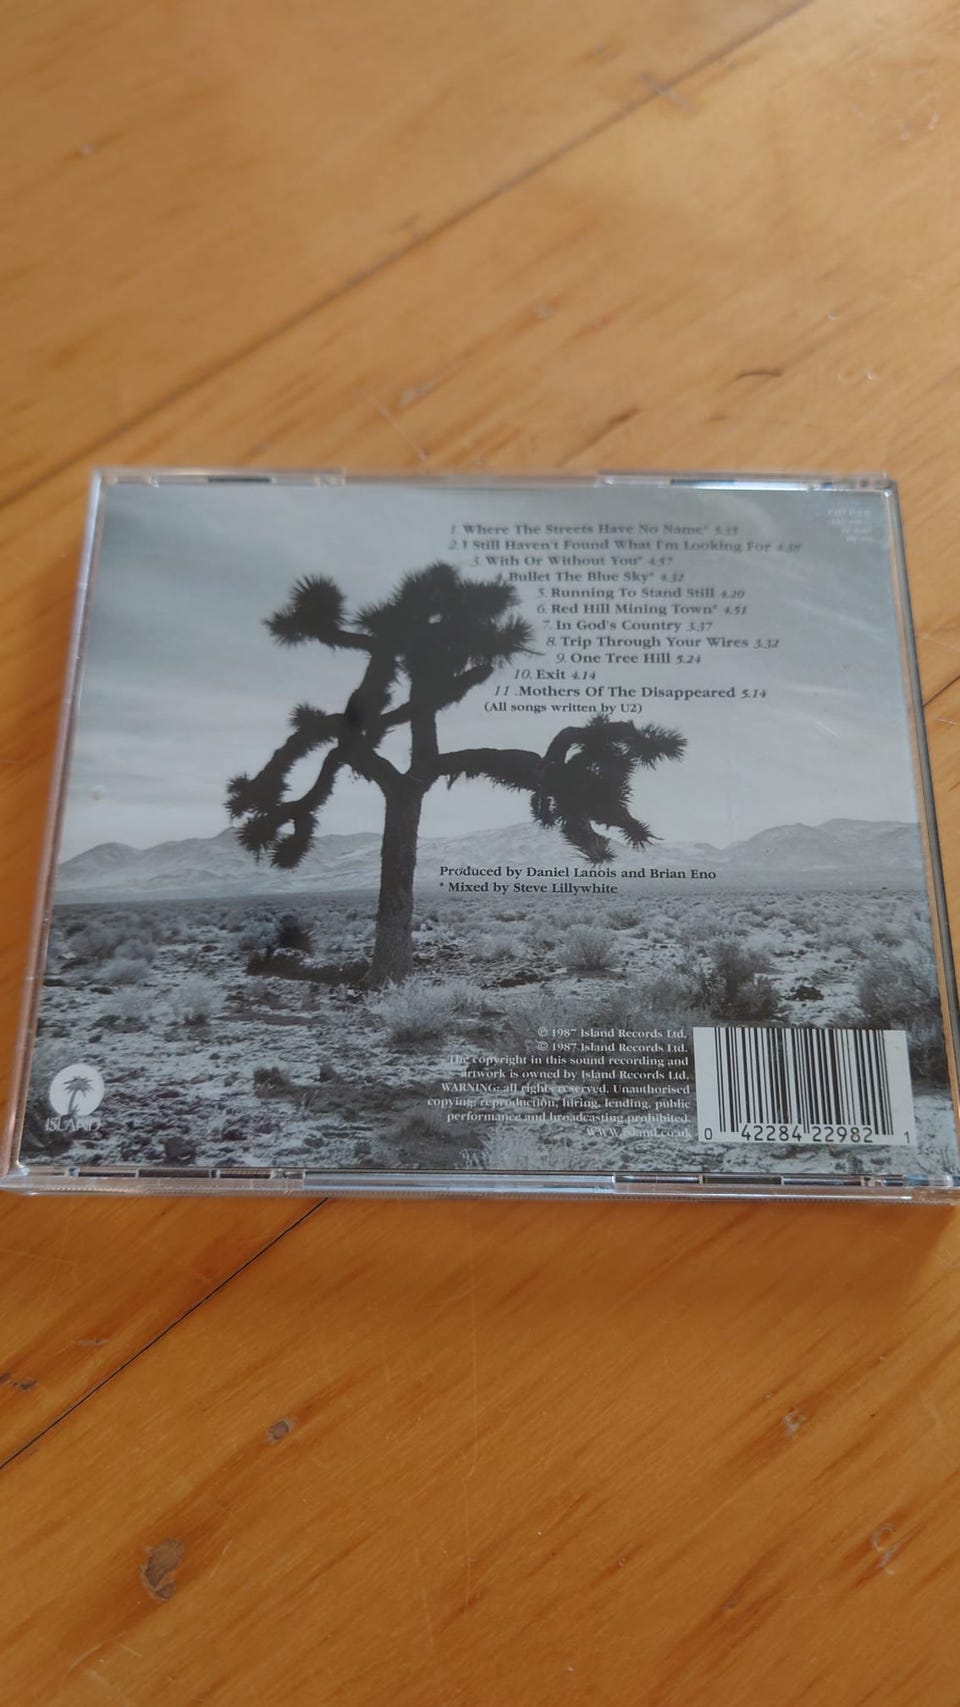 1. Where The Streets Have No Name* 5.35
2. I Still Haven't Found What I'm Looking For 4.38
3. With Or Without You* 4.57
4. Bullet The Blue Sky* 4.32
5. Running To Stand Still 4.20
6. Red Hill Mining Town* 4.51
7. In God's Country 3.37
8. Trip Through Your Wires 3.32
9. One Tree Hill 5.24
10. Exit 4.14
11 .Mothers Of The Disappeared 5.14
(All songs written by U2)
Produced by Daniel Lanois and Brian Eno
* Mixed by Steve Lillywhite
℗ 1987 Island Records Ltd.
© 1987 Island Records Ltd.
The copyright in this sound recording and
artwork is owned by Island Records Ltd.
WARNING: all rights reserved. Unauthorised
copying, reproduction, hiring, lending, public
performance and broadcasting prohibited.
www.island.co.uk
ISLAND
0 42284 22982 1